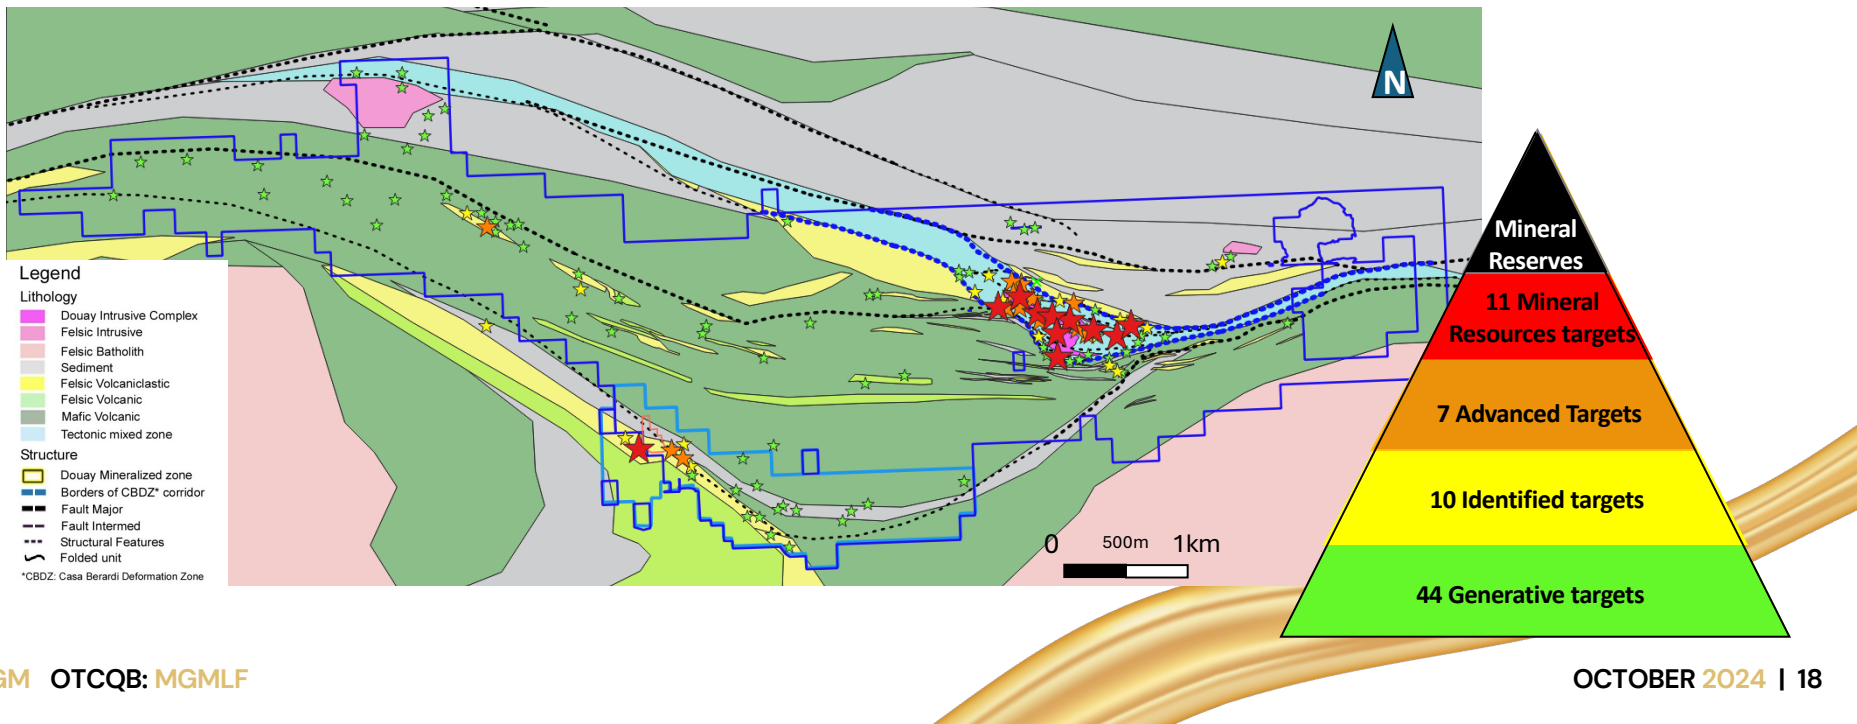 N
Legend
Lithology
Douay Intrusive Complex
Felsic Intrusive
Felsic Batholith
Sediment
Felsic Volcaniclastic
Felsic Volcanic
Mafic Volcanic
Tectonic mixed zone
Structure
Douay Mineralized zone
Borders of CBDZ* corridor
Fault Major
Fault Intermed
Structural Features
Folded unit
*CBDZ: Casa Berardi Deformation Zone
0 500m 1km
Mineral
Reserves
11 Mineral
Resources targets
7 Advanced Targets
10 Identified targets
44 Generative targets
GM OTCQB: MGMLF
OCTOBER 2024 | 18